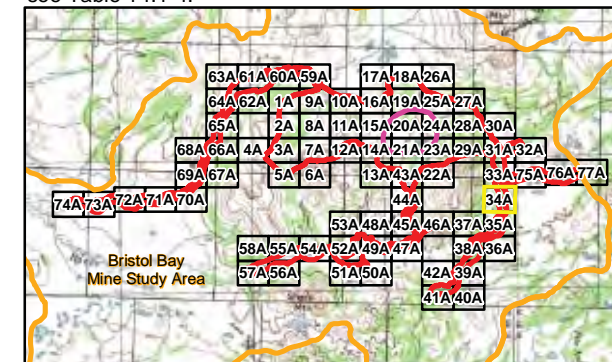 63A 61A 60A 59A 17A 18A 26A
64A 62A 1A 9A 10A 16A 19A 25A 27A
65A 2A 8A 11A 15A 20A 24A 28A 30A
68A 66A 4A 3A 7A 12A 14A 21A 23A 29A 31A 32A
69A 67A 5A 6A 13A 43A 22A 33A 75A 76A 77A
74A 73A 72A 71A 70A 44A 34A
53A 48A 45A 46A 37A 35A
58A 55A 54A 52A 49A 47A 38A 36A
Bristol Bay
Mine Study Area
57A 56A 51A 50A 42A 39A
41A 40A